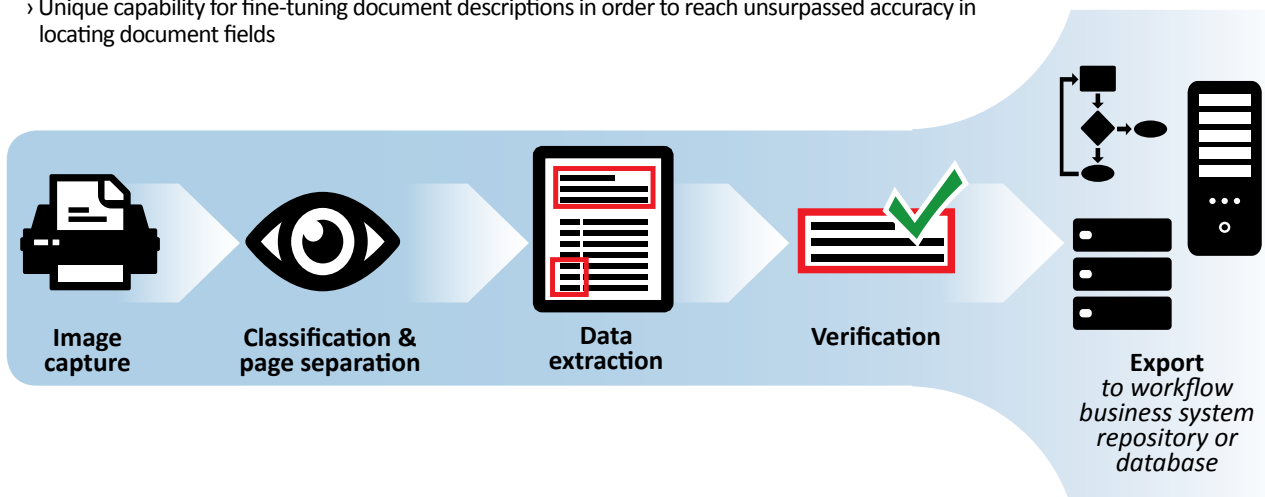 › Unique capability for fine-tuning document descriptions in order to reach unsurpassed accuracy in
locating document fields
Image
capture
Classification &
page separation
Data
extraction
Verification
Export
to workflow
business system
repository or
database